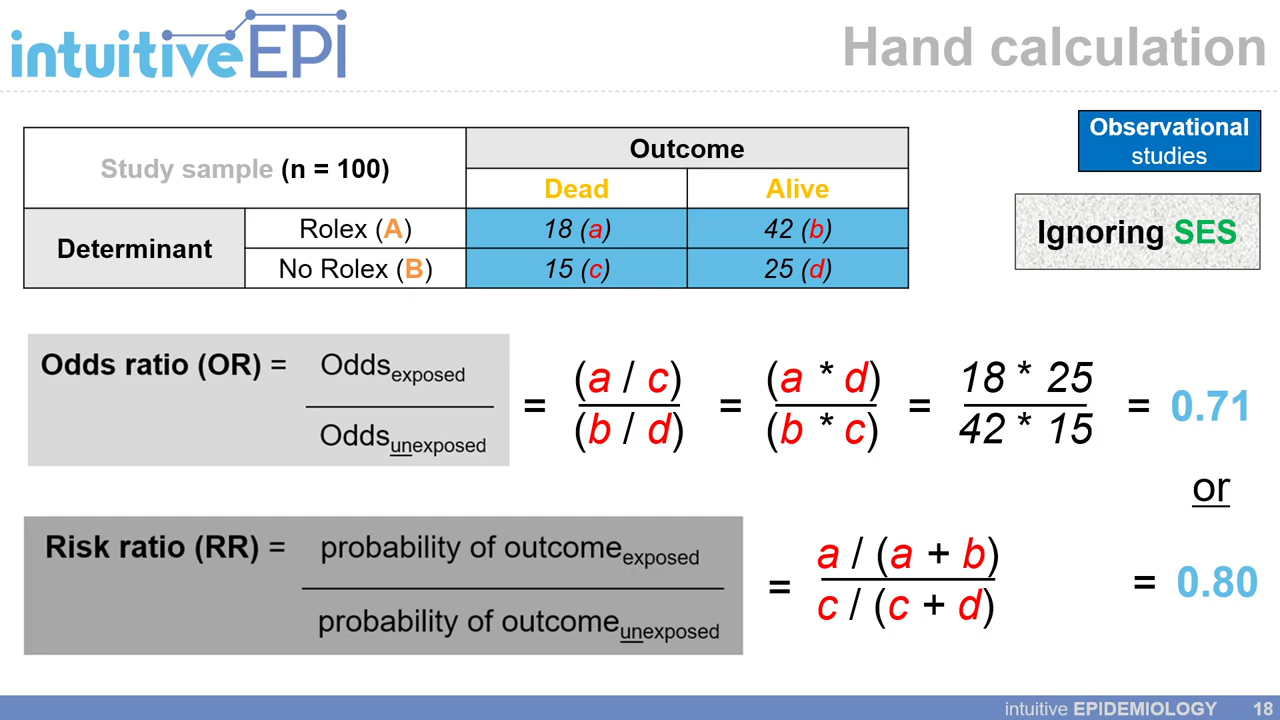 intuitiveEPI
Hand calculation
Observational
studies
Study sample (n = 100)
Outcome
Dead
Alive
Determinant
Rolex (A)
18 (a)
42 (b)
No Rolex (B)
15 (c)
25 (d)
Ignoring SES
Odds ratio (OR) =
Odds exposed
Odds unexposed
=
(a / c)
(b / d)
=
(a * d)
(b * c)
=
18 * 25
42 * 15
= 0.71
or
Risk ratio (RR) =
probability of outcome exposed
probability of outcome unexposed
=
a / (a + b)
c / (c + d)
= 0.80
intuitive EPIDEMIOLOGY 18